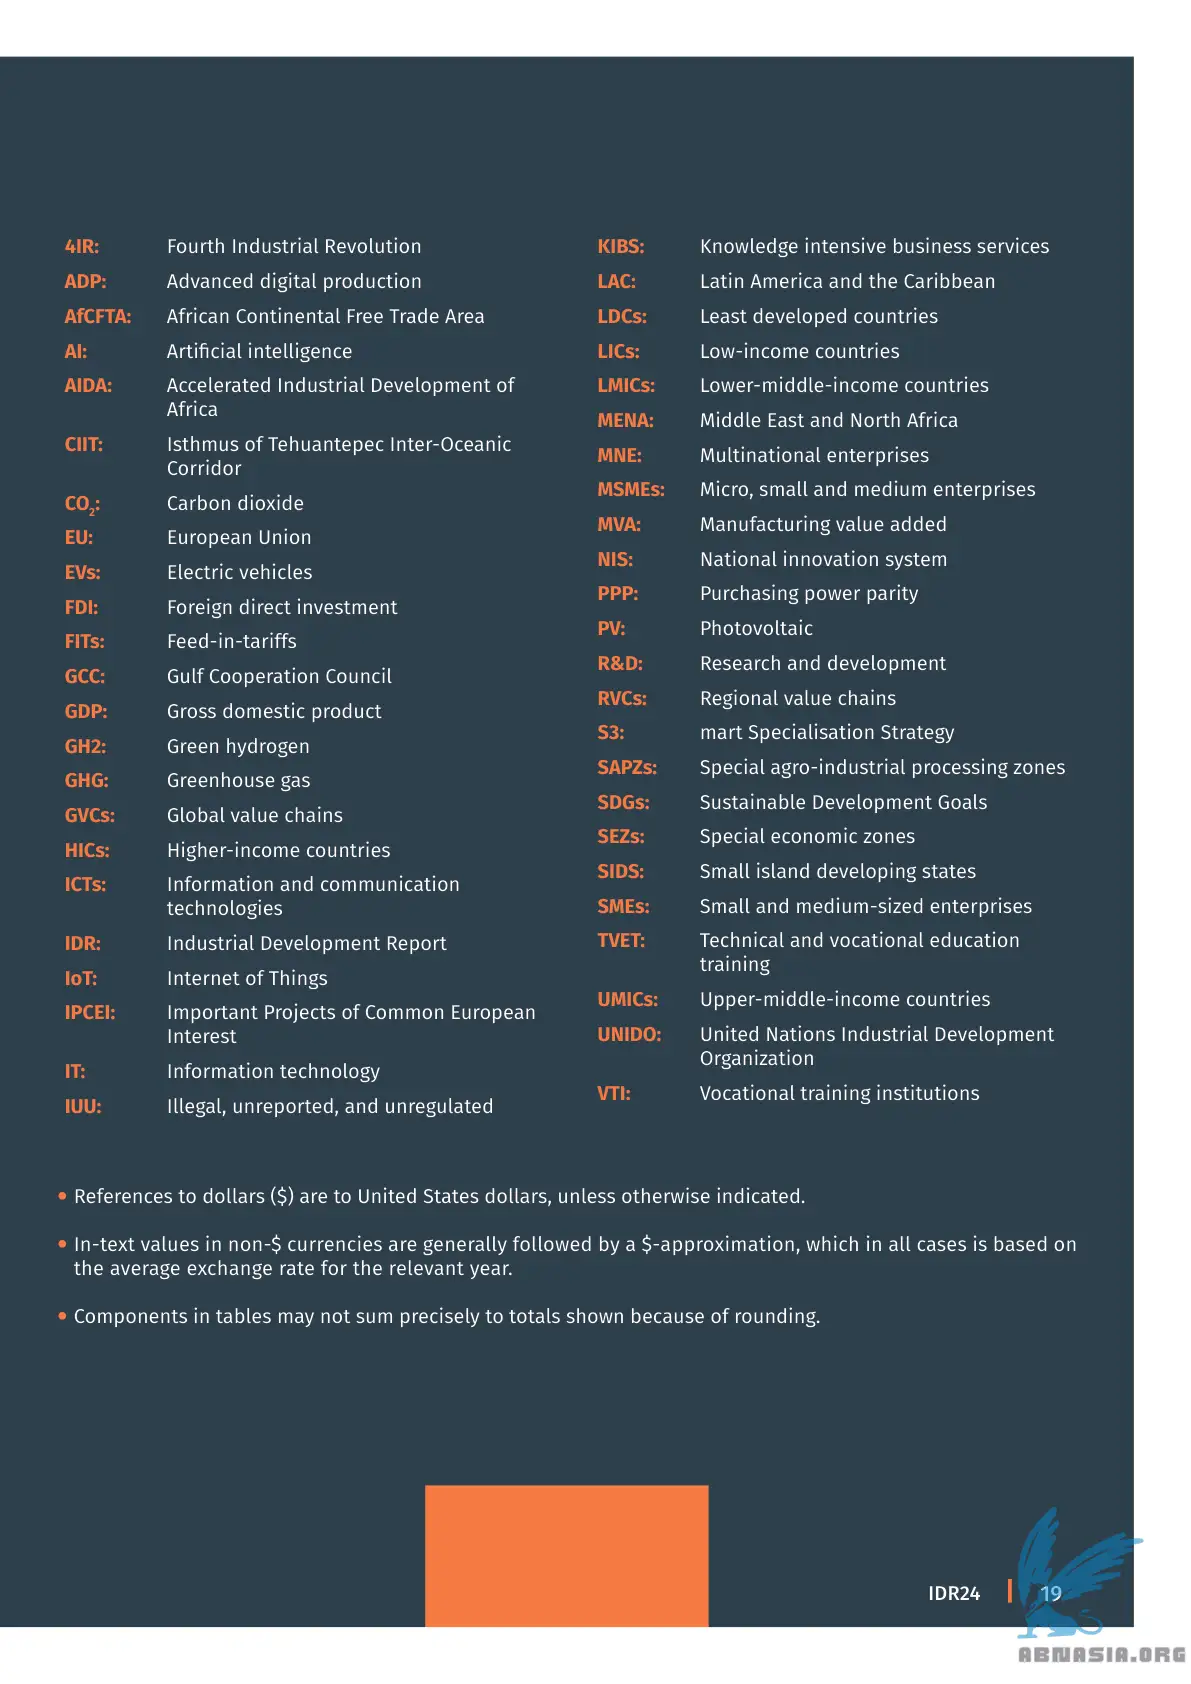 4IR: Fourth Industrial Revolution
ADP: Advanced digital production
AfCFTA: African Continental Free Trade Area
AI: Artificial intelligence
AIDA: Accelerated Industrial Development of
Africa
CIIT: Isthmus of Tehuantepec Inter-Oceanic
Corridor
CO₂: Carbon dioxide
EU: European Union
EVs: Electric vehicles
FDI: Foreign direct investment
FITs: Feed-in-tariffs
GCC: Gulf Cooperation Council
GDP: Gross domestic product
GH2: Green hydrogen
GHG: Greenhouse gas
GVCs: Global value chains
HICs: Higher-income countries
ICTs: Information and communication
technologies
IDR: Industrial Development Report
IoT: Internet of Things
IPCEI: Important Projects of Common European
Interest
IT: Information technology
IUU: Illegal, unreported, and unregulated
KIBS: Knowledge intensive business services
LAC: Latin America and the Caribbean
LDCs: Least developed countries
LICs: Low-income countries
LMICs: Lower-middle-income countries
MENA: Middle East and North Africa
MNE: Multinational enterprises
MSMEs: Micro, small and medium enterprises
MVA: Manufacturing value added
NIS: National innovation system
PPP: Purchasing power parity
PV: Photovoltaic
R&D: Research and development
RVCs: Regional value chains
S3: mart Specialisation Strategy
SAPZs: Special agro-industrial processing zones
SDGs: Sustainable Development Goals
SEZs: Special economic zones
SIDS: Small island developing states
SMEs: Small and medium-sized enterprises
TVET: Technical and vocational education
training
UMICs: Upper-middle-income countries
UNIDO: United Nations Industrial Development
Organization
VTI: Vocational training institutions
• References to dollars ($) are to United States dollars, unless otherwise indicated.
• In-text values in non-$ currencies are generally followed by a $-approximation, which in all cases is based on
the average exchange rate for the relevant year.
• Components in tables may not sum precisely to totals shown because of rounding.
IDR24 | 19
ABNASIA.ORG